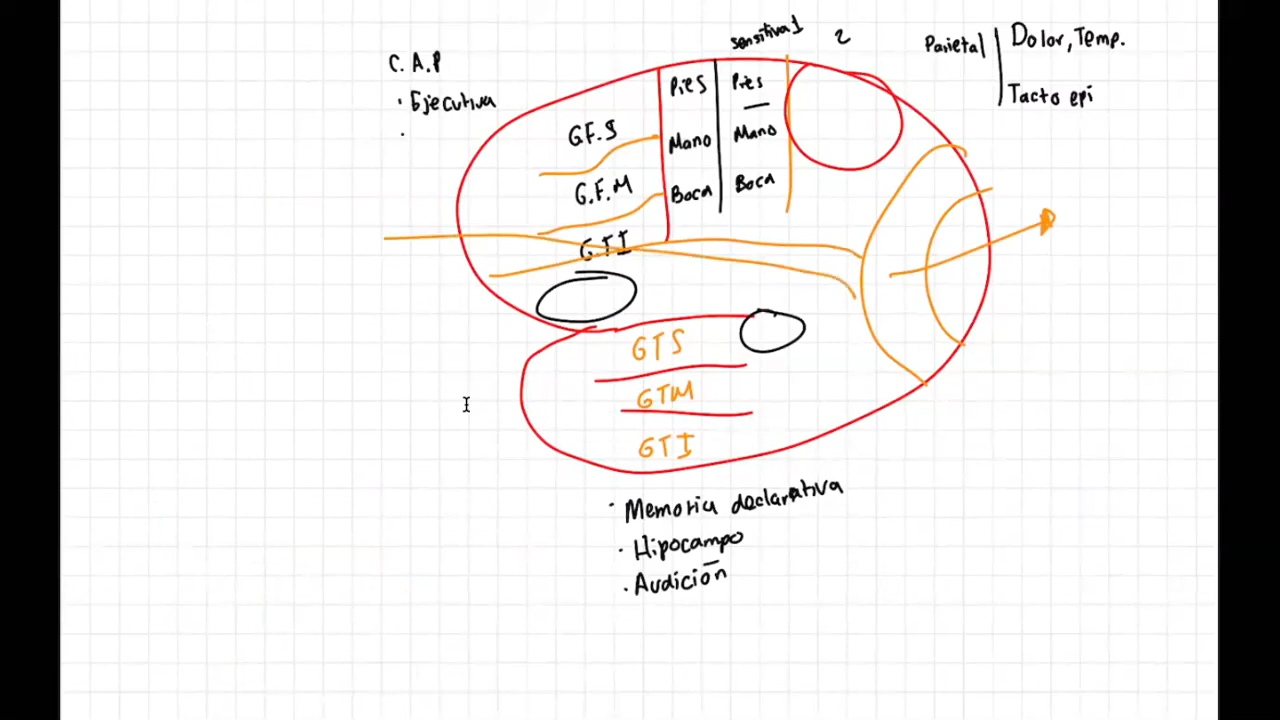 C. A. P
· Ejecutiva
·
sensitiva 1
2
Parietal
Dolor, Temp.
Tacto epi
G.F.S
G.F.M
GTI
Pies
Mano
Boca
Pies
Mano
Boca
GTS
GTM
GTI
· Memoria declarativa
· Hipocampo
· Audición